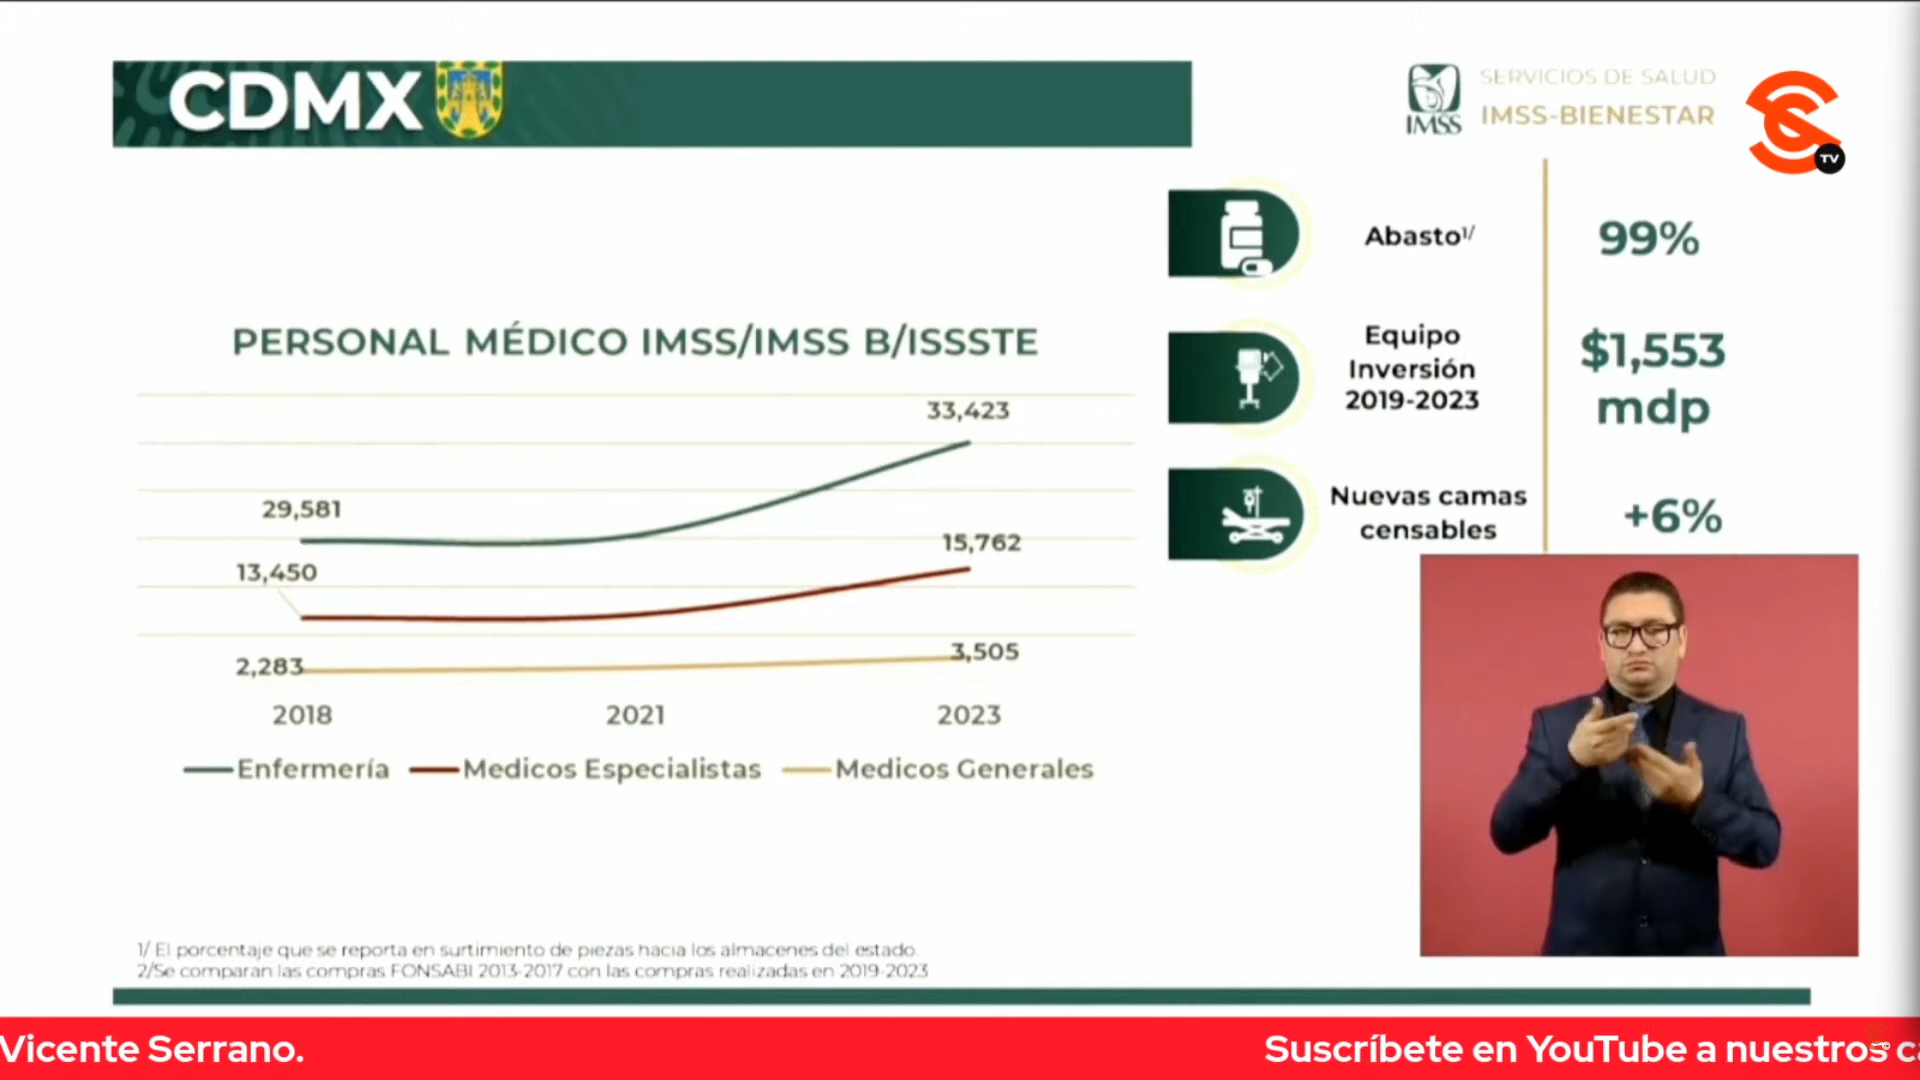 CDMX
IMSS
SERVICIOS DE SALUD
IMSS-BIENESTAR
TV
Abasto1/
99%
Equipo
Inversión
2019-2023
$1,553
mdp
Nuevas camas
censables
+6%
PERSONAL MÉDICO IMSS/IMSS B/ISSSTE
33,423
29,581
15,762
13,450
3,505
2,283
2018 2021 2023
Enfermería Medicos Especialistas Medicos Generales
1/ El porcentaje que se reporta en surtimiento de piezas hacia los almacenes del estado.
2/Se comparan las compras FONSABI 2013-2017 con las compras realizadas en 2019-2023
Vicente Serrano. Suscríbete en YouTube a nuestros